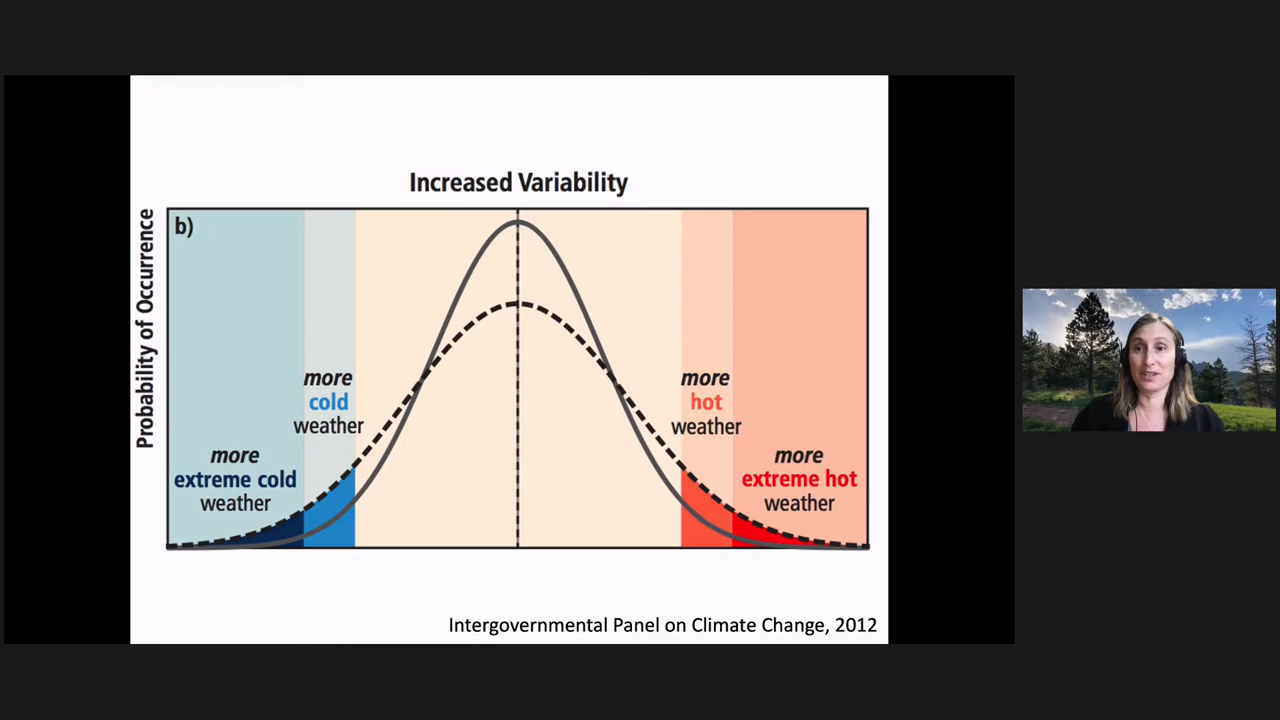 Increased Variability
Probability of Occurrence
b)
more
cold
weather
more
hot
weather
more
extreme cold
weather
more
extreme hot
weather
Intergovernmental Panel on Climate Change, 2012